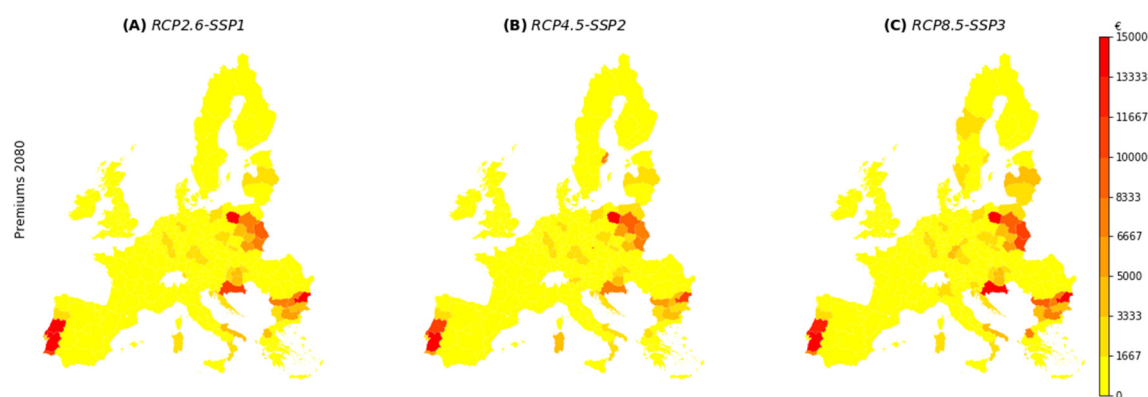 (A) RCP2.6-SSP1
(B) RCP4.5-SSP2
(C) RCP8.5-SSP3
€
15000
13333
11667
10000
8333
6667
5000
3333
1667
0
Premiums 2080